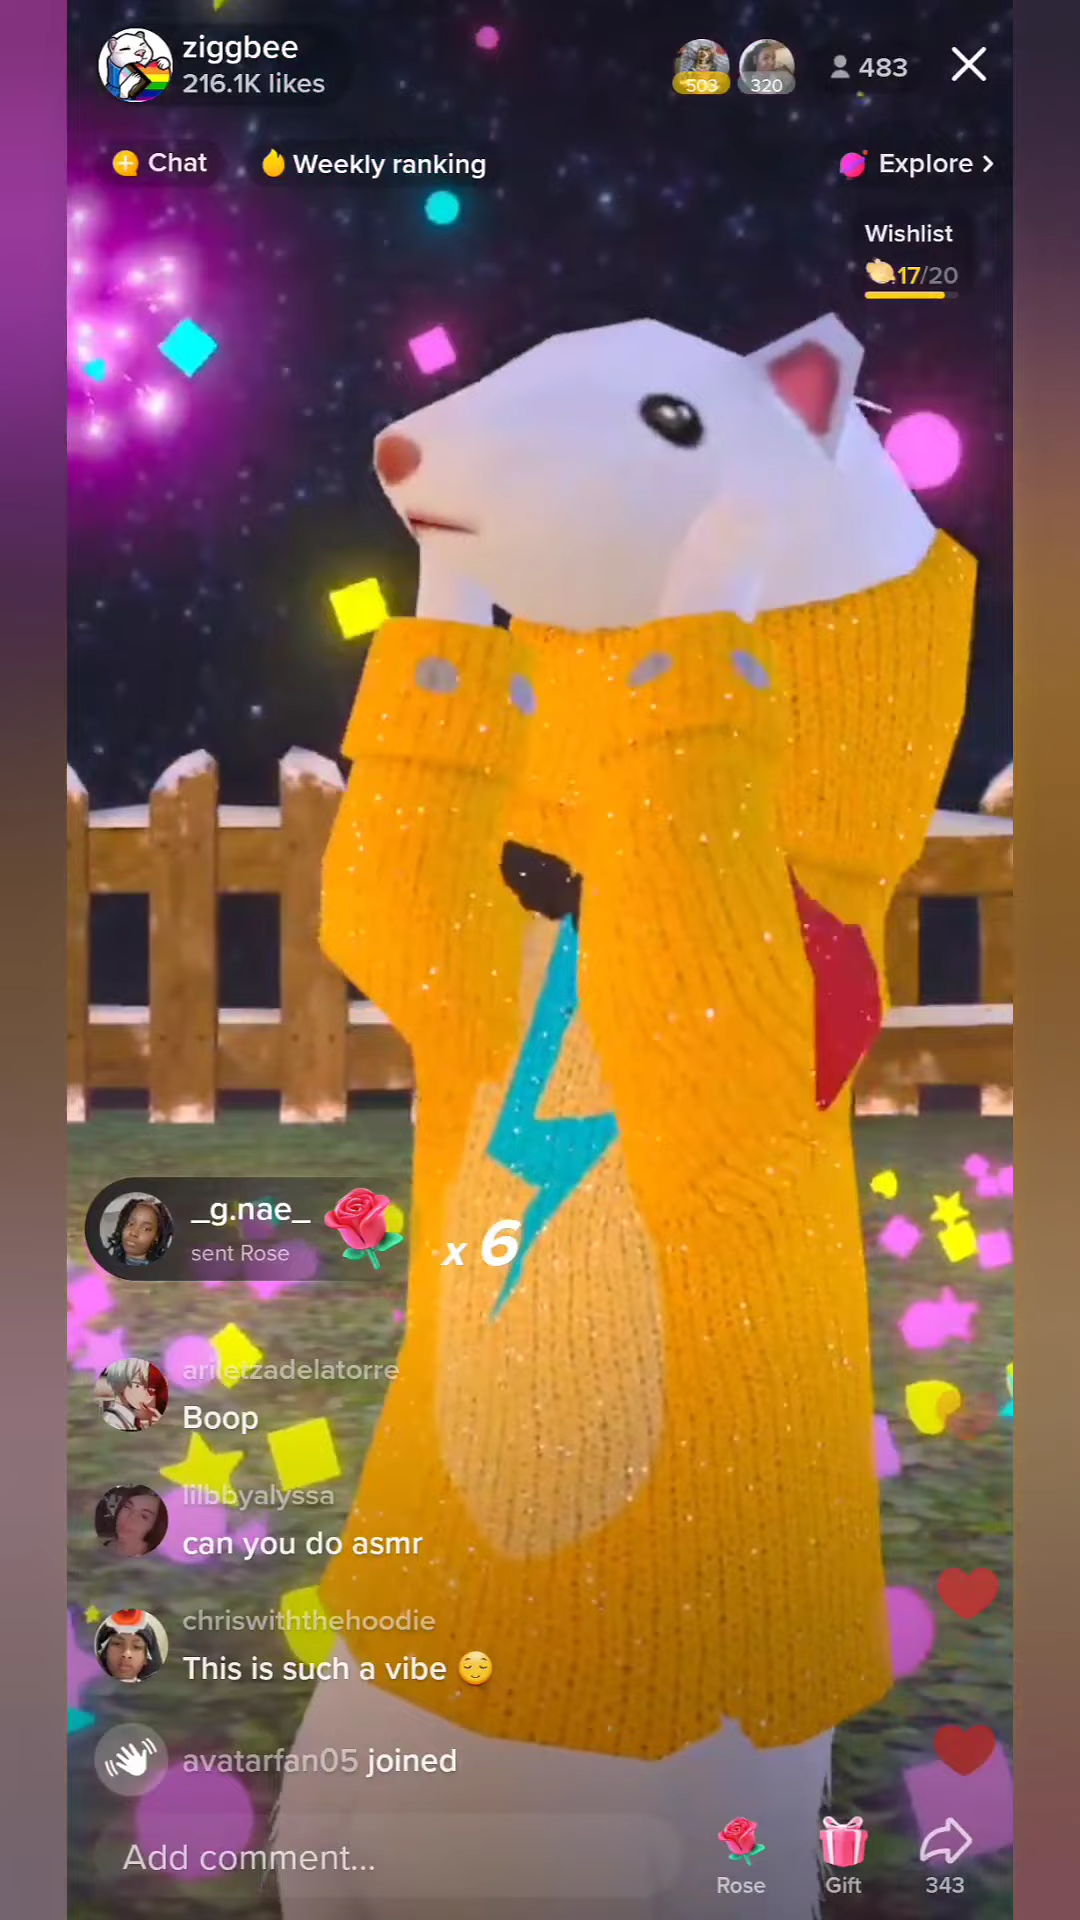 ziggbee
216.1K likes
503
320
483
Chat
Weekly ranking
Explore
Wishlist
17/20
_g.nae_
sent Rose
x 6
ariletzadelatorre
Boop
lilbbyalyssa
can you do asmr
chriswiththehoodie
This is such a vibe 😌
avatarfan05 joined
Add comment...
Rose
Gift
343